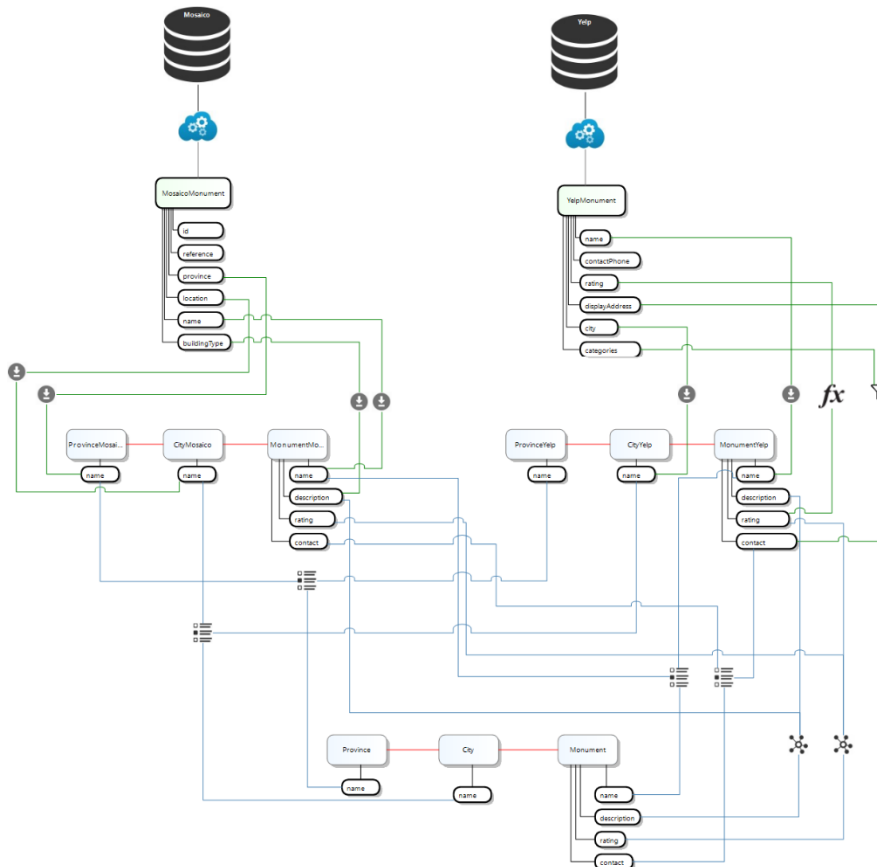 Mosaico
Yelp
MosaicoMonument
id
reference
province
location
name
buildingType
YelpMonument
name
contactPhone
rating
displayAddress
city
categories
fx
ProvinceMosai...
CityMosaico
MonumentMo...
name
name
name
description
rating
contact
ProvinceYelp
CityYelp
MonumentYelp
name
name
name
description
rating
contact
Province
City
Monument
name
name
name
description
rating
contact